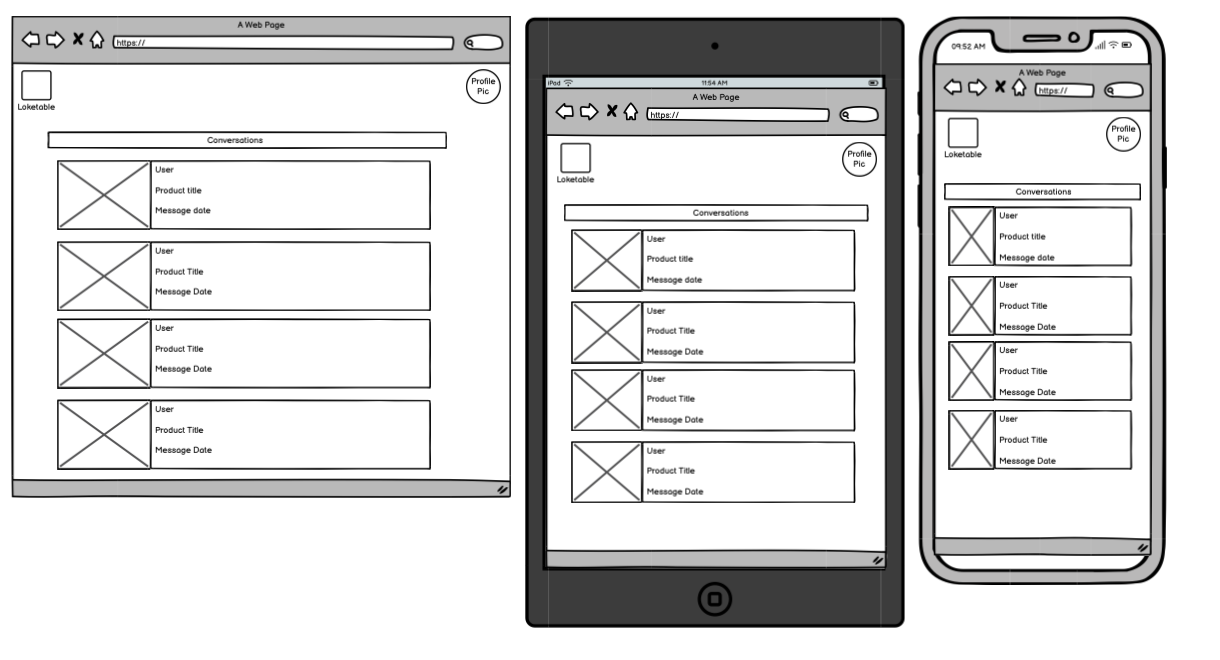 A Web Page
https://
Loketable
Profile
Pic
Conversations
User
Product title
Message date
User
Product Title
Message Date
User
Product Title
Message Date
User
Product Title
Message Date
iPod
11:54 AM
A Web Page
https://
Loketable
Profile
Pic
Conversations
User
Product title
Message date
User
Product Title
Message Date
User
Product Title
Message Date
User
Product Title
Message Date
09:52 AM
A Web Page
https://
Loketable
Profile
Pic
Conversations
User
Product title
Message date
User
Product Title
Message Date
User
Product Title
Message Date
User
Product Title
Message Date